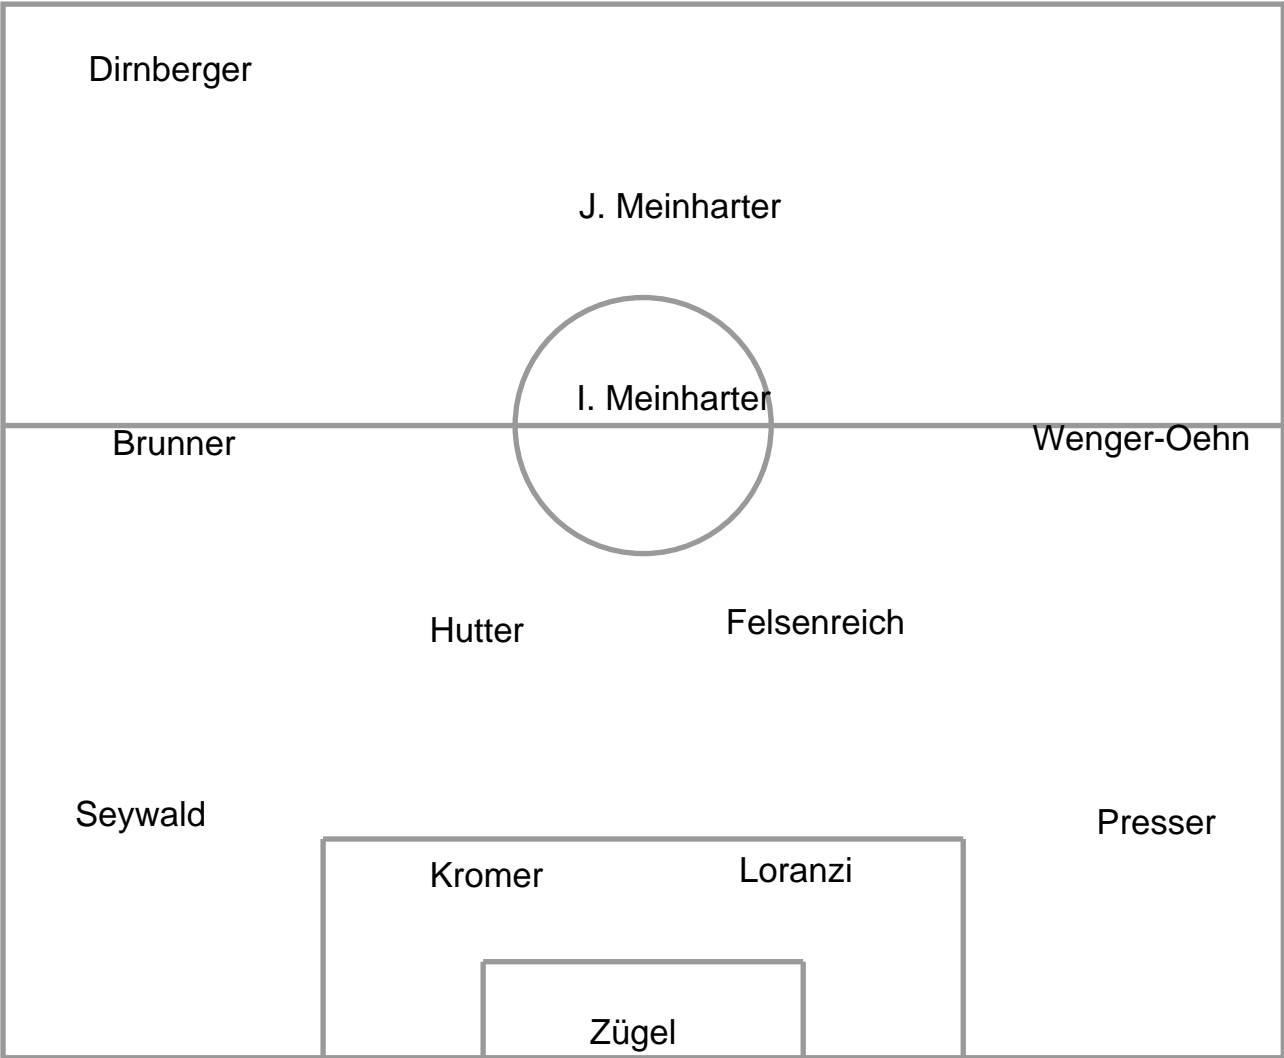 Dirnberger
J. Meinharter
I. Meinharter
Brunner
Wenger-Oehn
Hutter
Felsenreich
Seywald
Presser
Kromer
Loranzi
Zügel